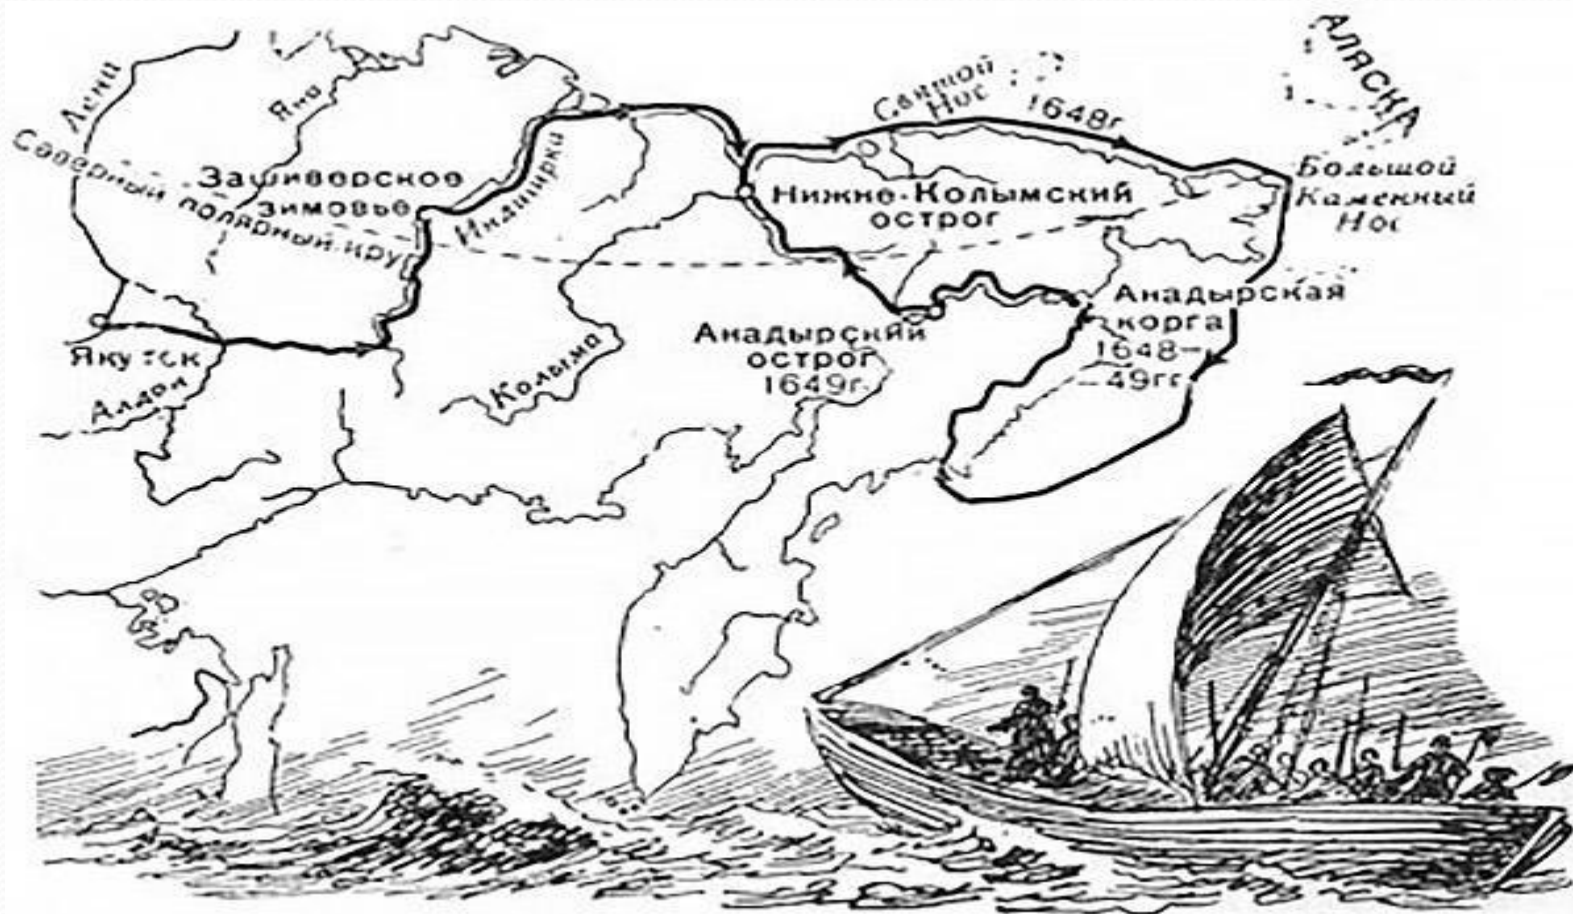 Лена
Яна
Северный полярный круг
Зашиверское
зимовье
Индигирка
Святой
Нос
1648г
АЛЯСКА
Большой
Каменный
Нос
Нижне-Колымский
острог
Якутск
Алдан
Колыма
Анадырский
острог
1649г.
Анадырская
корга
1648-
-49гг